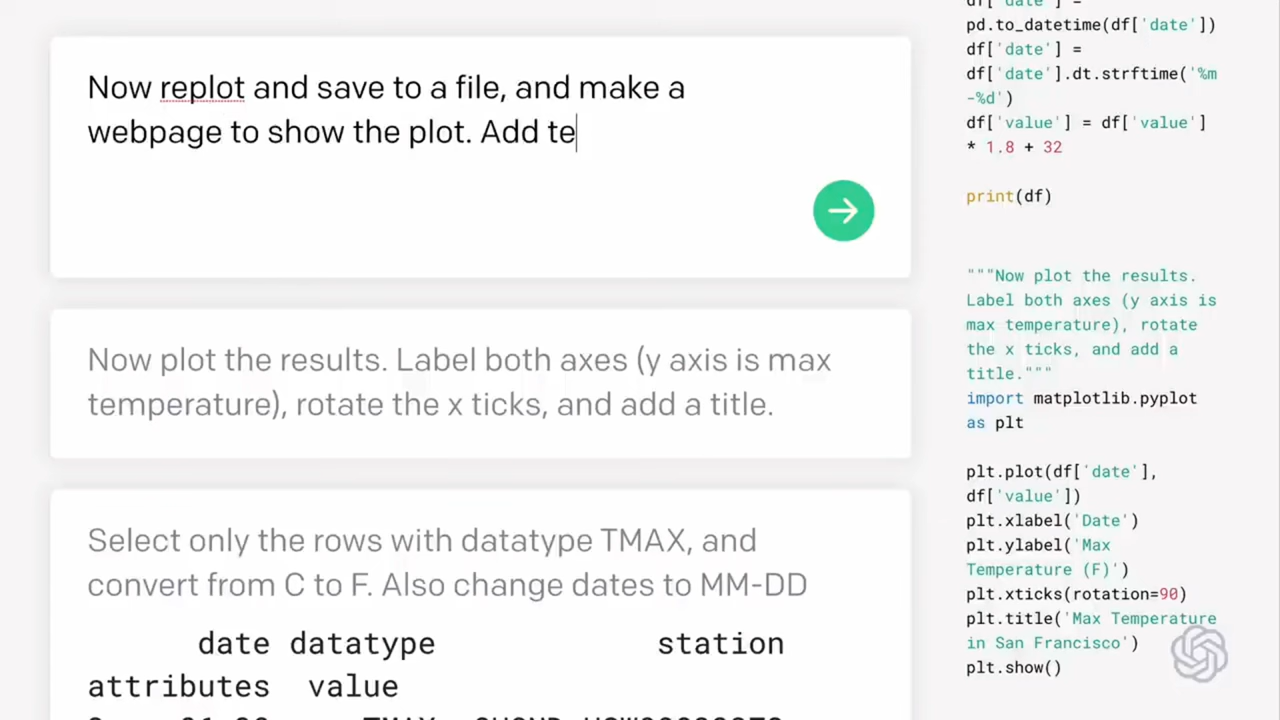 Now replot and save to a file, and make a
webpage to show the plot. Add te
Now plot the results. Label both axes (y axis is max
temperature), rotate the x ticks, and add a title.
Select only the rows with datatype TMAX, and
convert from C to F. Also change dates to MM-DD
date datatype station
attributes value
df['date'] =
pd.to_datetime(df['date'])
df['date'] =
df['date'].dt.strftime('%m
-%d')
df['value'] = df['value']
* 1.8 + 32
print(df)
"""Now plot the results.
Label both axes (y axis is
max temperature), rotate
the x ticks, and add a
title."""
import matplotlib.pyplot
as plt
plt.plot(df['date'],
df['value'])
plt.xlabel('Date')
plt.ylabel('Max
Temperature (F)')
plt.xticks(rotation=90)
plt.title('Max Temperature
in San Francisco')
plt.show()